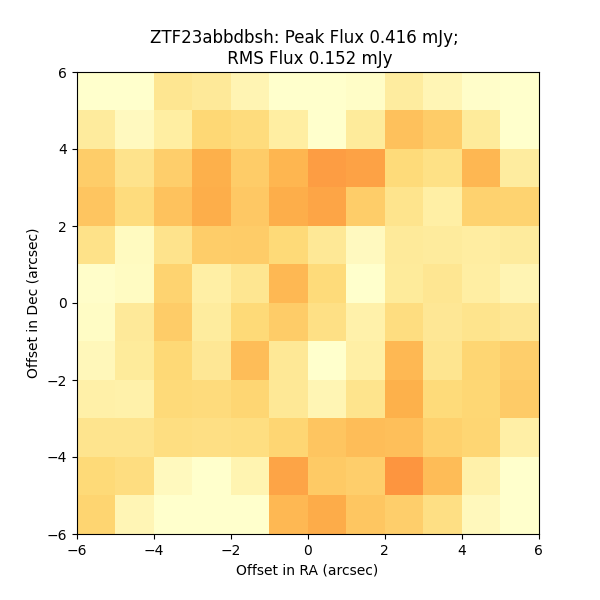 ZTF23abbdbsh: Peak Flux 0.416 mJy;
RMS Flux 0.152 mJy
6
4
2
0
−2
−4
−6
Offset in Dec (arcsec)
−6 −4 −2 0 2 4 6
Offset in RA (arcsec)